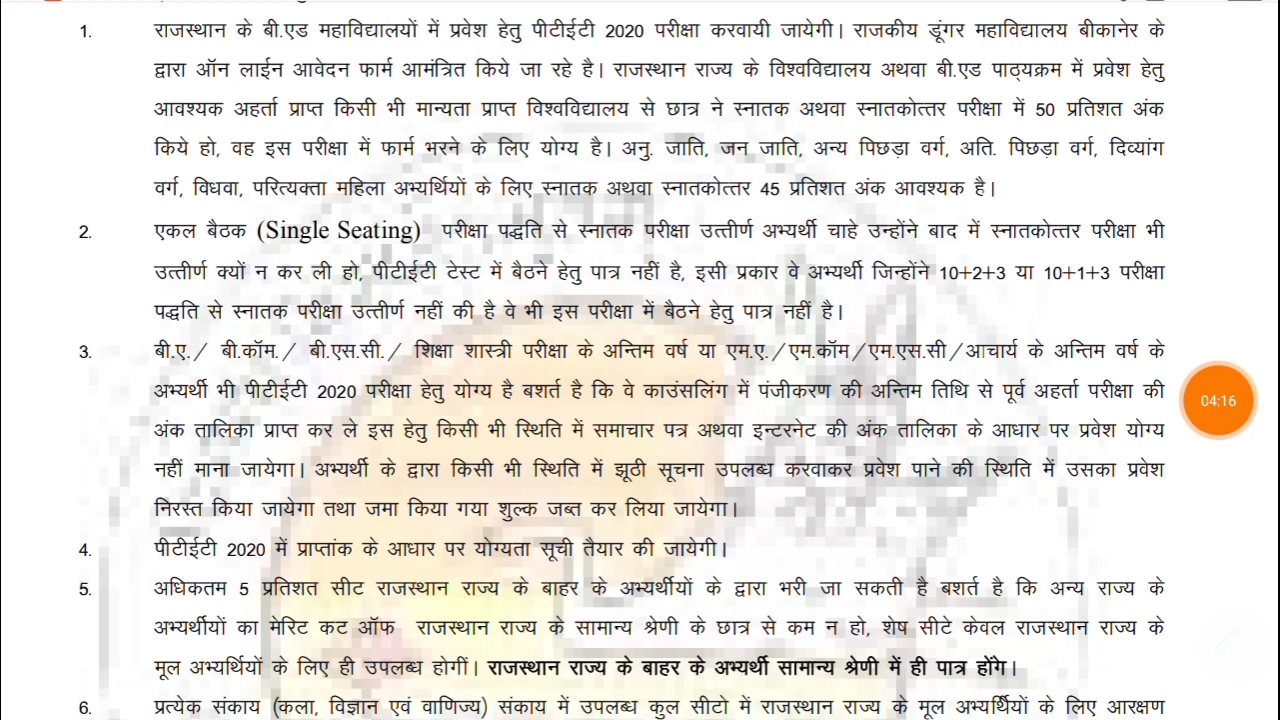 1. राजस्थान के बी.एड महाविद्यालयों में प्रवेश हेतु पीटीईटी 2020 परीक्षा करवायी जायेगी। राजकीय डूंगर महाविद्यालय बीकानेर के
द्वारा ऑन लाईन आवेदन फार्म आमंत्रित किये जा रहे है। राजस्थान राज्य के विश्वविद्यालय अथवा बी.एड पाठ्यक्रम में प्रवेश हेतु
आवश्यक अहर्ता प्राप्त किसी भी मान्यता प्राप्त विश्वविद्यालय से छात्र ने स्नातक अथवा स्नातकोत्तर परीक्षा में 50 प्रतिशत अंक
किये हो, वह इस परीक्षा में फार्म भरने के लिए योग्य है। अनु. जाति, जन जाति, अन्य पिछड़ा वर्ग, अति. पिछड़ा वर्ग, दिव्यांग
वर्ग, विधवा, परित्यक्ता महिला अभ्यर्थियों के लिए स्नातक अथवा स्नातकोत्तर 45 प्रतिशत अंक आवश्यक है।
2. एकल बैठक (Single Seating) परीक्षा पद्धति से स्नातक परीक्षा उत्तीर्ण अभ्यर्थी चाहे उन्होंने बाद में स्नातकोत्तर परीक्षा भी
उत्तीर्ण क्यों न कर ली हो, पीटीईटी टेस्ट में बैठने हेतु पात्र नहीं है, इसी प्रकार वे अभ्यर्थी जिन्होंने 10+2+3 या 10+1+3 परीक्षा
पद्धति से स्नातक परीक्षा उत्तीर्ण नहीं की है वे भी इस परीक्षा में बैठने हेतु पात्र नहीं है।
3. बी.ए./ बी.कॉम./ बी.एस.सी./ शिक्षा शास्त्री परीक्षा के अन्तिम वर्ष या एम.ए./एम.कॉम/एम.एस.सी/आचार्य के अन्तिम वर्ष के
अभ्यर्थी भी पीटीईटी 2020 परीक्षा हेतु योग्य है बशर्त है कि वे काउंसलिंग में पंजीकरण की अन्तिम तिथि से पूर्व अहर्ता परीक्षा की
अंक तालिका प्राप्त कर ले इस हेतु किसी भी स्थिति में समाचार पत्र अथवा इन्टरनेट की अंक तालिका के आधार पर प्रवेश योग्य
नहीं माना जायेगा। अभ्यर्थी के द्वारा किसी भी स्थिति में झूठी सूचना उपलब्ध करवाकर प्रवेश पाने की स्थिति में उसका प्रवेश
निरस्त किया जायेगा तथा जमा किया गया शुल्क जब्त कर लिया जायेगा।
4. पीटीईटी 2020 में प्राप्तांक के आधार पर योग्यता सूची तैयार की जायेगी।
5. अधिकतम 5 प्रतिशत सीट राजस्थान राज्य के बाहर के अभ्यर्थीयों के द्वारा भरी जा सकती है बशर्त है कि अन्य राज्य के
अभ्यर्थीयों का मेरिट कट ऑफ राजस्थान राज्य के सामान्य श्रेणी के छात्र से कम न हो, शेष सीटे केवल राजस्थान राज्य के
मूल अभ्यर्थियों के लिए ही उपलब्ध होगीं। राजस्थान राज्य के बाहर के अभ्यर्थी सामान्य श्रेणी में ही पात्र होंगे।
6. प्रत्येक संकाय (कला, विज्ञान एवं वाणिज्य) संकाय में उपलब्ध कुल सीटो में राजस्थान राज्य के मूल अभ्यर्थियों के लिए आरक्षण
04:16